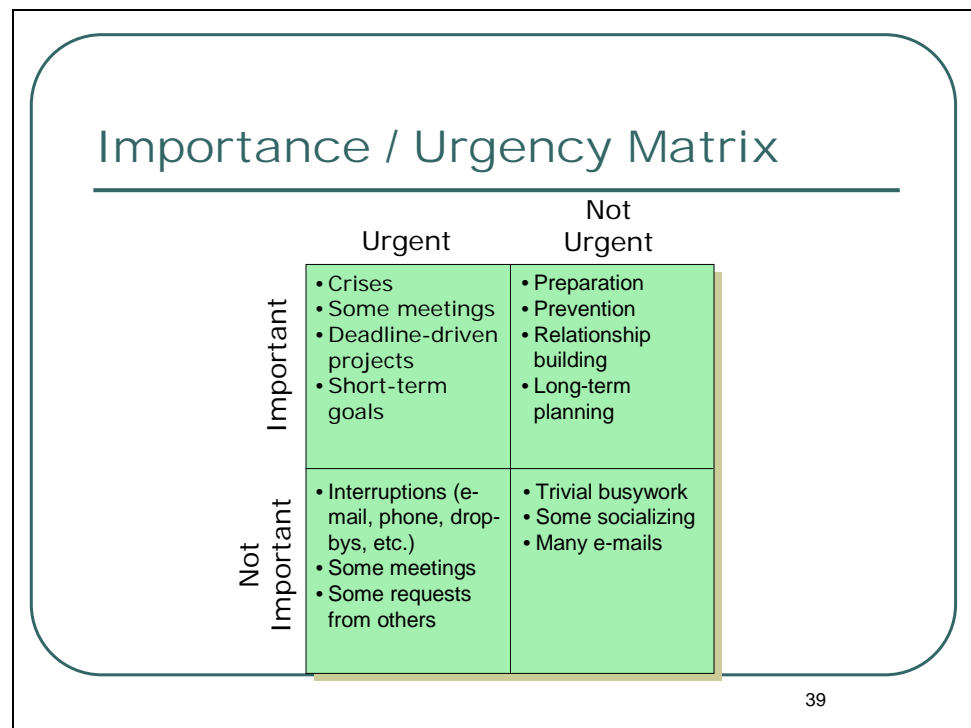 Importance / Urgency Matrix
Urgent
Not
Urgent
Important
• Crises
• Some meetings
• Deadline-driven
projects
• Short-term
goals
• Preparation
• Prevention
• Relationship
building
• Long-term
planning
Not
Important
• Interruptions (e-
mail, phone, drop-
bys, etc.)
• Some meetings
• Some requests
from others
• Trivial busywork
• Some socializing
• Many e-mails
39